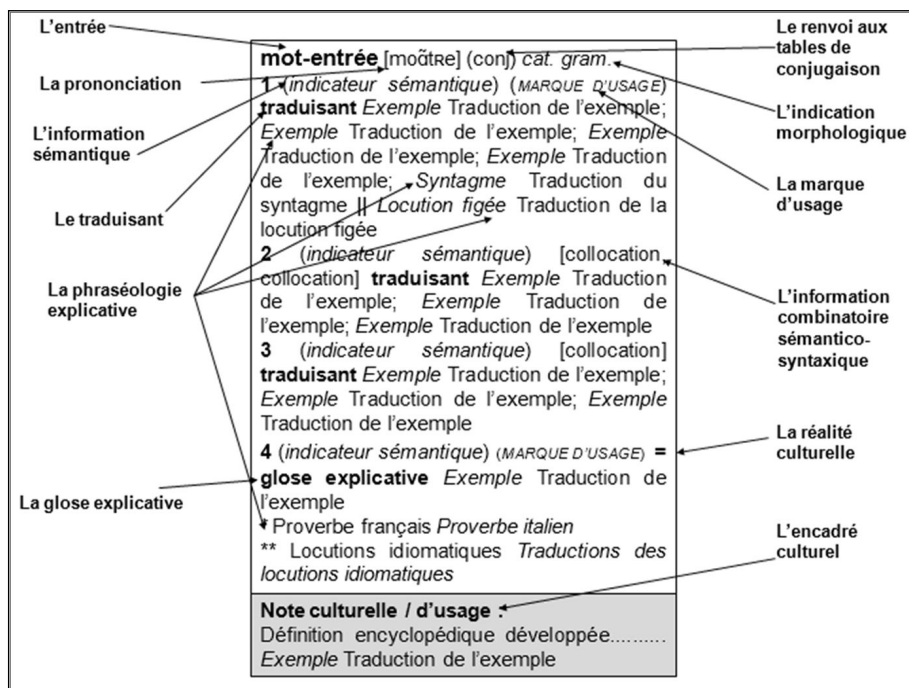 L'entrée
La prononciation
L'information
sémantique
Le traduisant
La phraséologie
explicative
La glose explicative
mot-entrée [moɑ̃tʀe] (conj) cat. gram.
1 (indicateur sémantique) (MARQUE D'USAGE)
traduisant Exemple Traduction de l'exemple;
Exemple Traduction de l'exemple; Exemple
Traduction de l'exemple; Exemple Traduction
de l'exemple; Syntagme Traduction du
syntagme || Locution figée Traduction de la
locution figée
2 (indicateur sémantique) [collocation,
collocation] traduisant Exemple Traduction
de l'exemple; Exemple Traduction de
l'exemple; Exemple Traduction de l'exemple
3 (indicateur sémantique) [collocation]
traduisant Exemple Traduction de l'exemple;
Exemple Traduction de l'exemple; Exemple
Traduction de l'exemple
4 (indicateur sémantique) (MARQUE D'USAGE) =
glose explicative Exemple Traduction de
l'exemple
* Proverbe français Proverbe italien
** Locutions idiomatiques Traductions des
locutions idiomatiques
Note culturelle / d'usage :
Définition encyclopédique développée.........
Exemple Traduction de l'exemple
Le renvoi aux
tables de
conjugaison
L'indication
morphologique
La marque
d'usage
L'information
combinatoire
sémantico-
syntaxique
La réalité
culturelle
L'encadré
culturel